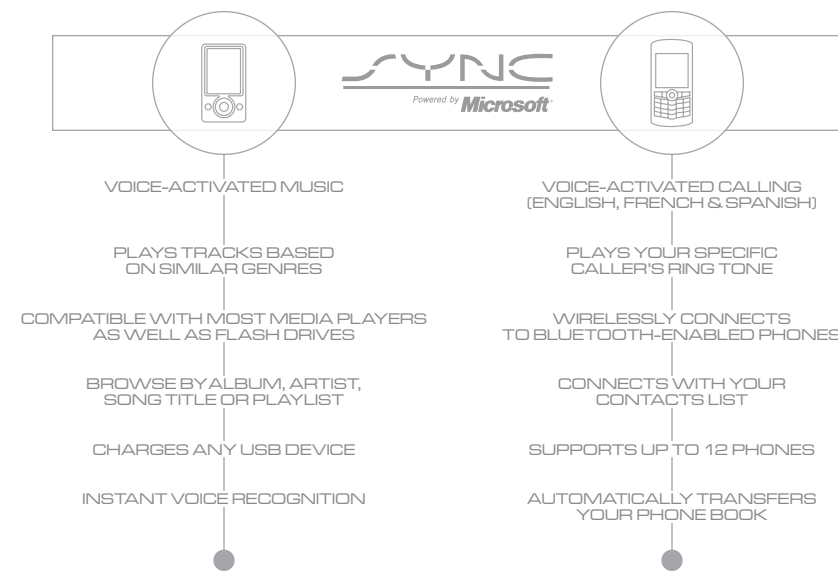 SYNC
Powered by Microsoft®
VOICE-ACTIVATED MUSIC
PLAYS TRACKS BASED
ON SIMILAR GENRES
COMPATIBLE WITH MOST MEDIA PLAYERS
AS WELL AS FLASH DRIVES
BROWSE BY ALBUM, ARTIST,
SONG TITLE OR PLAYLIST
CHARGES ANY USB DEVICE
INSTANT VOICE RECOGNITION
VOICE-ACTIVATED CALLING
(ENGLISH, FRENCH & SPANISH)
PLAYS YOUR SPECIFIC
CALLER'S RING TONE
WIRELESSLY CONNECTS
TO BLUETOOTH-ENABLED PHONES
CONNECTS WITH YOUR
CONTACTS LIST
SUPPORTS UP TO 12 PHONES
AUTOMATICALLY TRANSFERS
YOUR PHONE BOOK